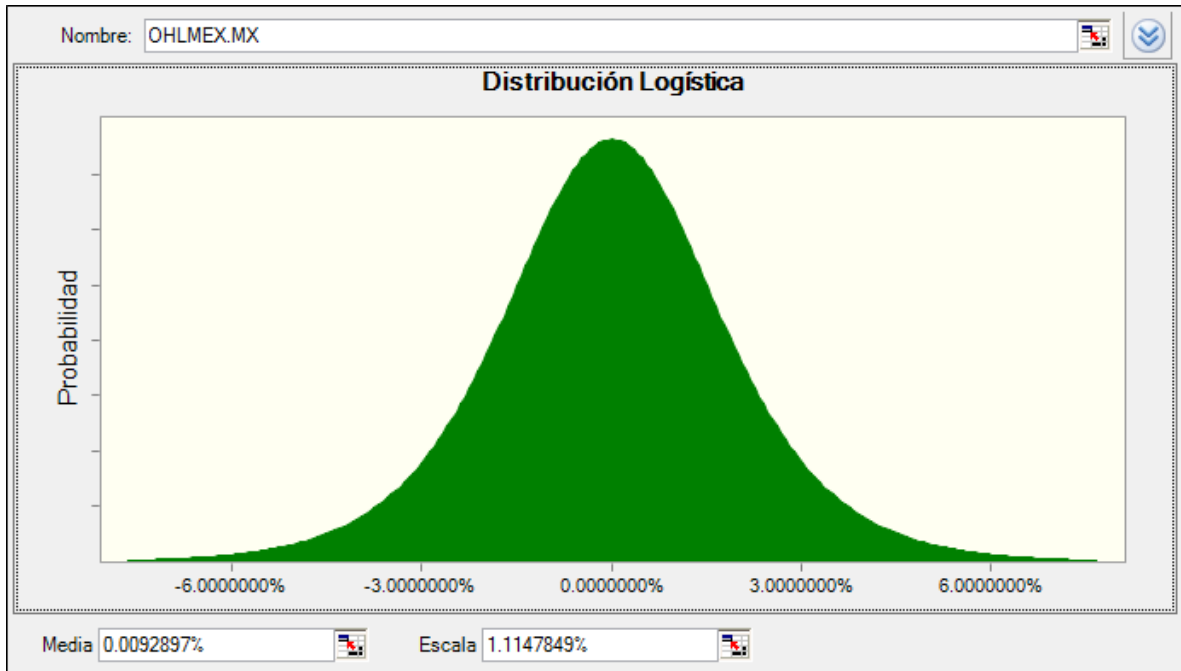 Nombre: OHLMEX.MX
Distribución Logística
Probabilidad
-6.0000000% -3.0000000% 0.0000000% 3.0000000% 6.0000000%
Media 0.0092897% Escala 1.1147849%